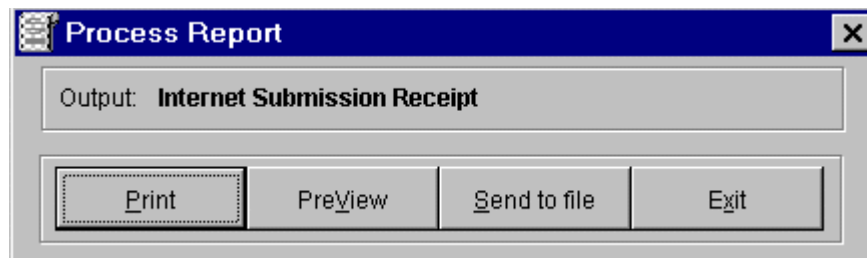 Process Report
Output: Internet Submission Receipt
Print PreView Send to file Exit